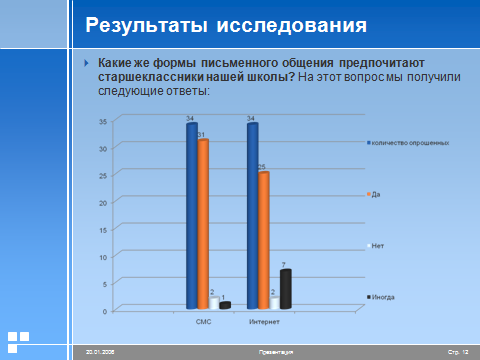 Результаты исследования
Какие же формы письменного общения предпочитают
старшеклассники нашей школы? На этот вопрос мы получили
следующие ответы:
35
30
25
20
15
10
5
0
34
31
2
1
34
25
2
7
СМС
Интернет
количество опрошенных
Да
Нет
Иногда
20.01.2006
Презентация
Стр. 12